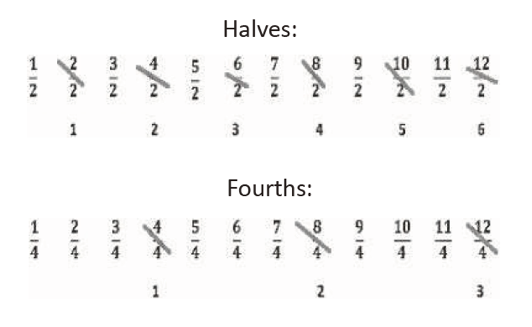 Halves:
1/2 2/2 3/2 4/2 5/2 6/2 7/2 8/2 9/2 10/2 11/2 12/2
1 2 3 4 5 6
Fourths:
1/4 2/4 3/4 4/4 5/4 6/4 7/4 8/4 9/4 10/4 11/4 12/4
1 2 3